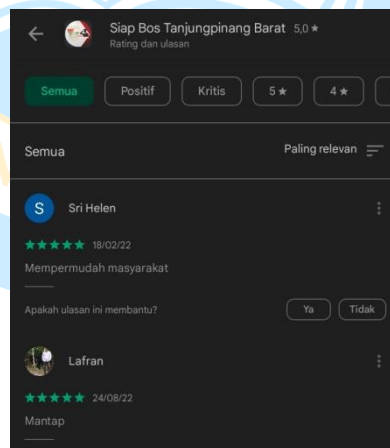 Siap Bos Tanjungpinang Barat 5,0 ★
Rating dan ulasan
Semua Positif Kritis 5 ★ 4 ★
Semua Paling relevan
S Sri Helen
★★★★★ 18/02/22
Mempermudah masyarakat
Apakah ulasan ini membantu? Ya Tidak
Lafran
★★★★★ 24/08/22
Mantap